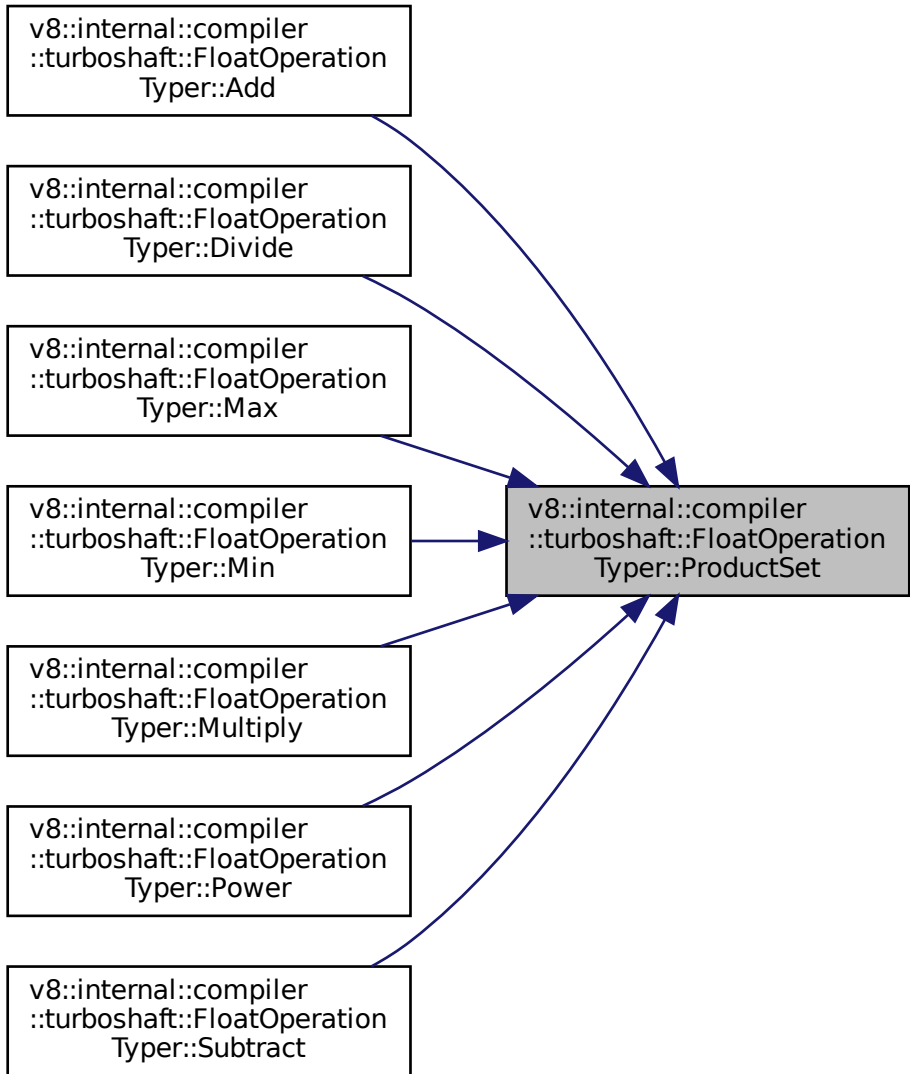 v8::internal::compiler
::turboshaft::FloatOperation
Typer::Add
v8::internal::compiler
::turboshaft::FloatOperation
Typer::Divide
v8::internal::compiler
::turboshaft::FloatOperation
Typer::Max
v8::internal::compiler
::turboshaft::FloatOperation
Typer::Min
v8::internal::compiler
::turboshaft::FloatOperation
Typer::ProductSet
v8::internal::compiler
::turboshaft::FloatOperation
Typer::Multiply
v8::internal::compiler
::turboshaft::FloatOperation
Typer::Power
v8::internal::compiler
::turboshaft::FloatOperation
Typer::Subtract